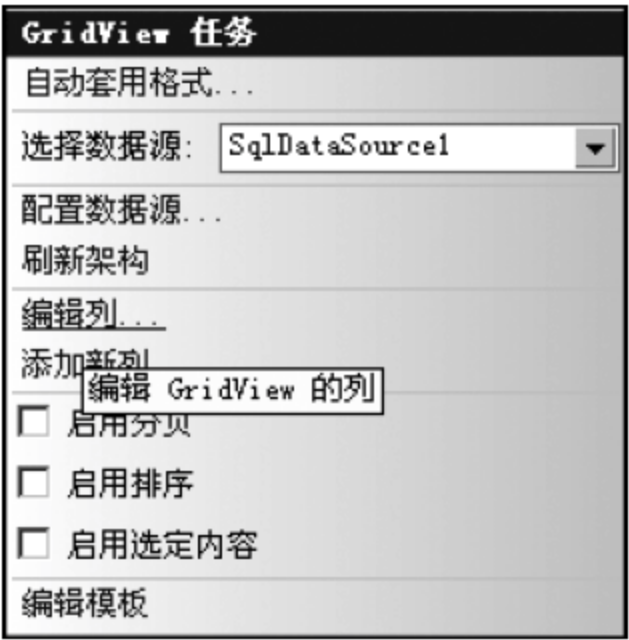 GridView 任务
自动套用格式...
选择数据源: SqlDataSource1
配置数据源...
刷新架构
编辑列...
添加新列
编辑 GridView 的列
启用分页
启用排序
启用选定内容
编辑模板